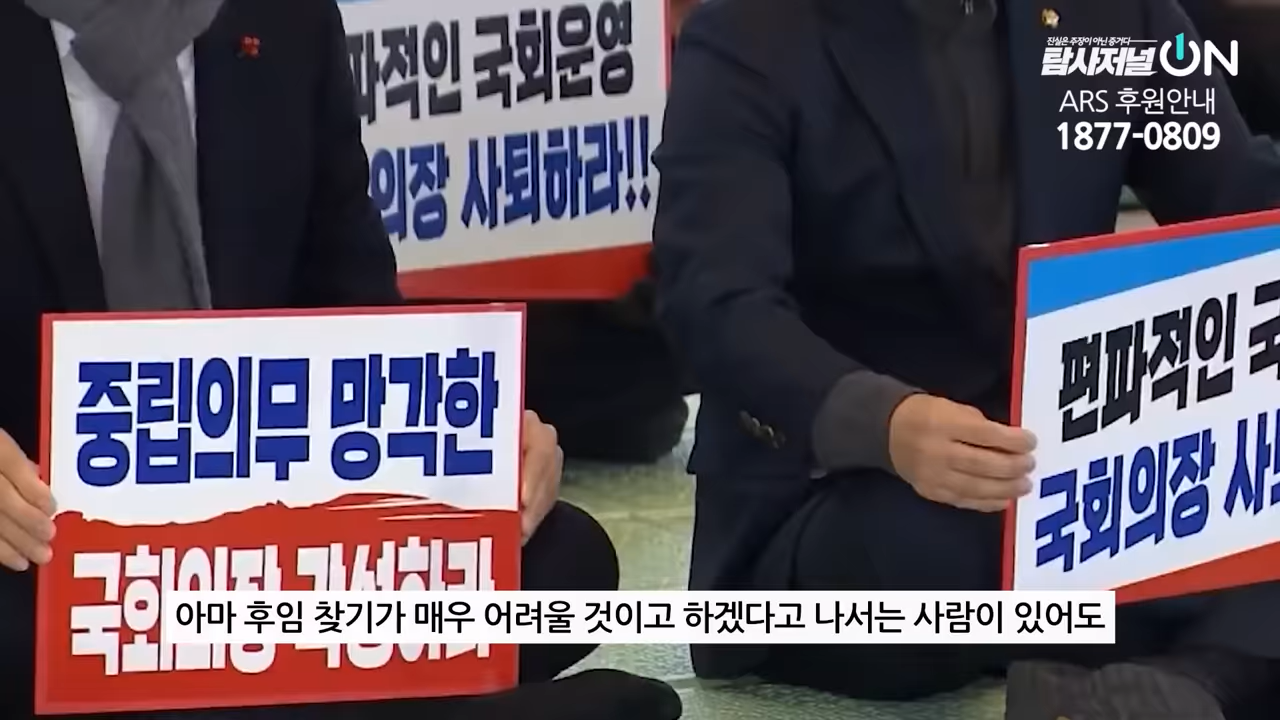 파적인 국회운영
의장 사퇴하라!!
진실은 주장이 아닌 증거다
탐사저널ON
ARS 후원안내
1877-0809
중립의무 망각한
국회의장 각성하라
편파적인 국
국회의장 사
아마 후임 찾기가 매우 어려울 것이고 하겠다고 나서는 사람이 있어도